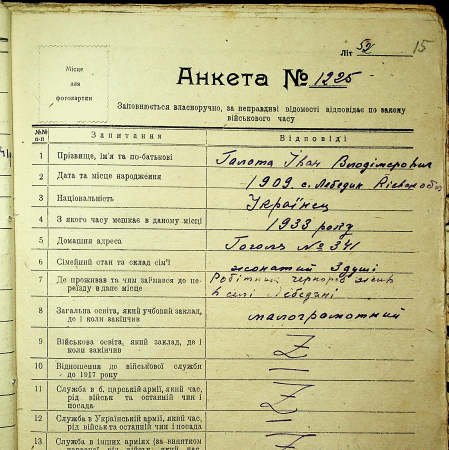 Літ 52 15
Місце
для
фотокартки
Анкета № 1225
Заповнюється власноручно, за неправдиві відомості відповідає по закону
військового часу
№№
п-п
Запитання
Відповіді
1 Прізвище, ім'я та по-батькові Галота Іван Владімерович
2 Дата та місце народження 1909 с. Лебедин Київ обл
3 Національність Українец
4 З якого часу мешкає в даному місці 1933 року
5 Домашня адреса Гоголя № 341
6 Сімейний стан та склад сім'ї жонатий 3 душі
7 Де проживав та чим займався до пе-
реїзду в дане місце
Робітник
в селі Лебедині
8 Загальна освіта, який учбовий заклад,
де і коли закінчив
малограмотний
9 Військова освіта, який заклад, де і
коли закінчив
Z
10 Відношення до військової служби
до 1917 року
11 Служба в б. царській армії, який час,
рід військ та останній чин і
посада
Z
12 Служба в Українській армії, який час,
рід військ та останній чин і посада
13 Служба в інших арміях (за винятком